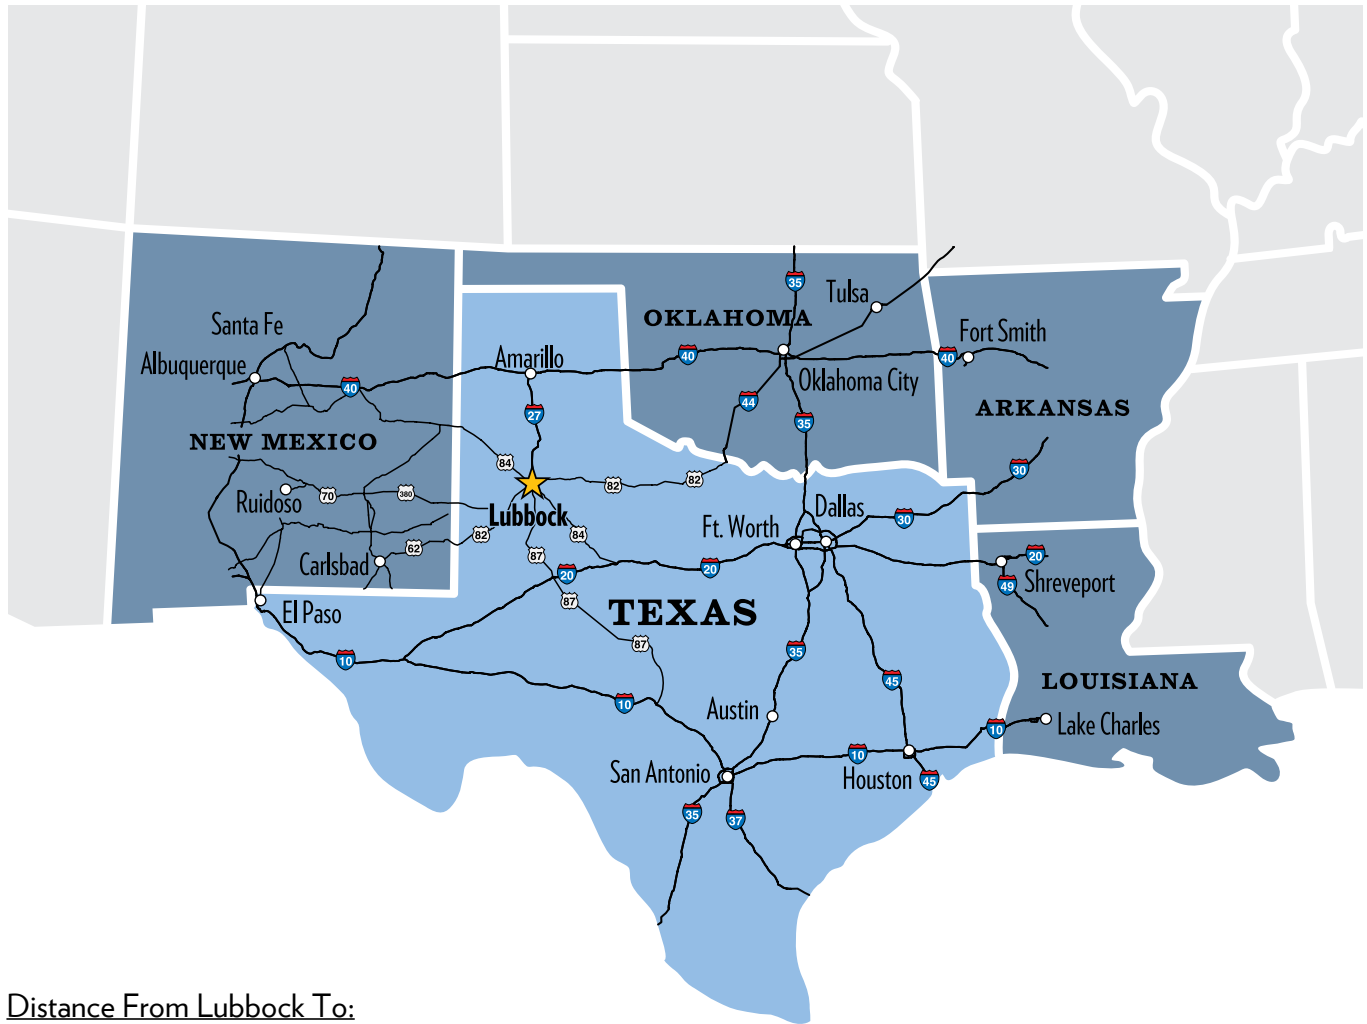 35
Tulsa
OKLAHOMA
Santa Fe
Fort Smith
Albuquerque
Amarillo
40
40
40
Oklahoma City
44
27
35
ARKANSAS
NEW MEXICO
84
30
82
82
Ruidoso
70
380
Lubbock
Dallas
30
Ft. Worth
82
84
62
87
20
Carlsbad
20
20
49
Shreveport
87
El Paso
TEXAS
87
35
10
45
LOUISIANA
10
Austin
10
Lake Charles
10
San Antonio
Houston
45
35
37
Distance From Lubbock To: